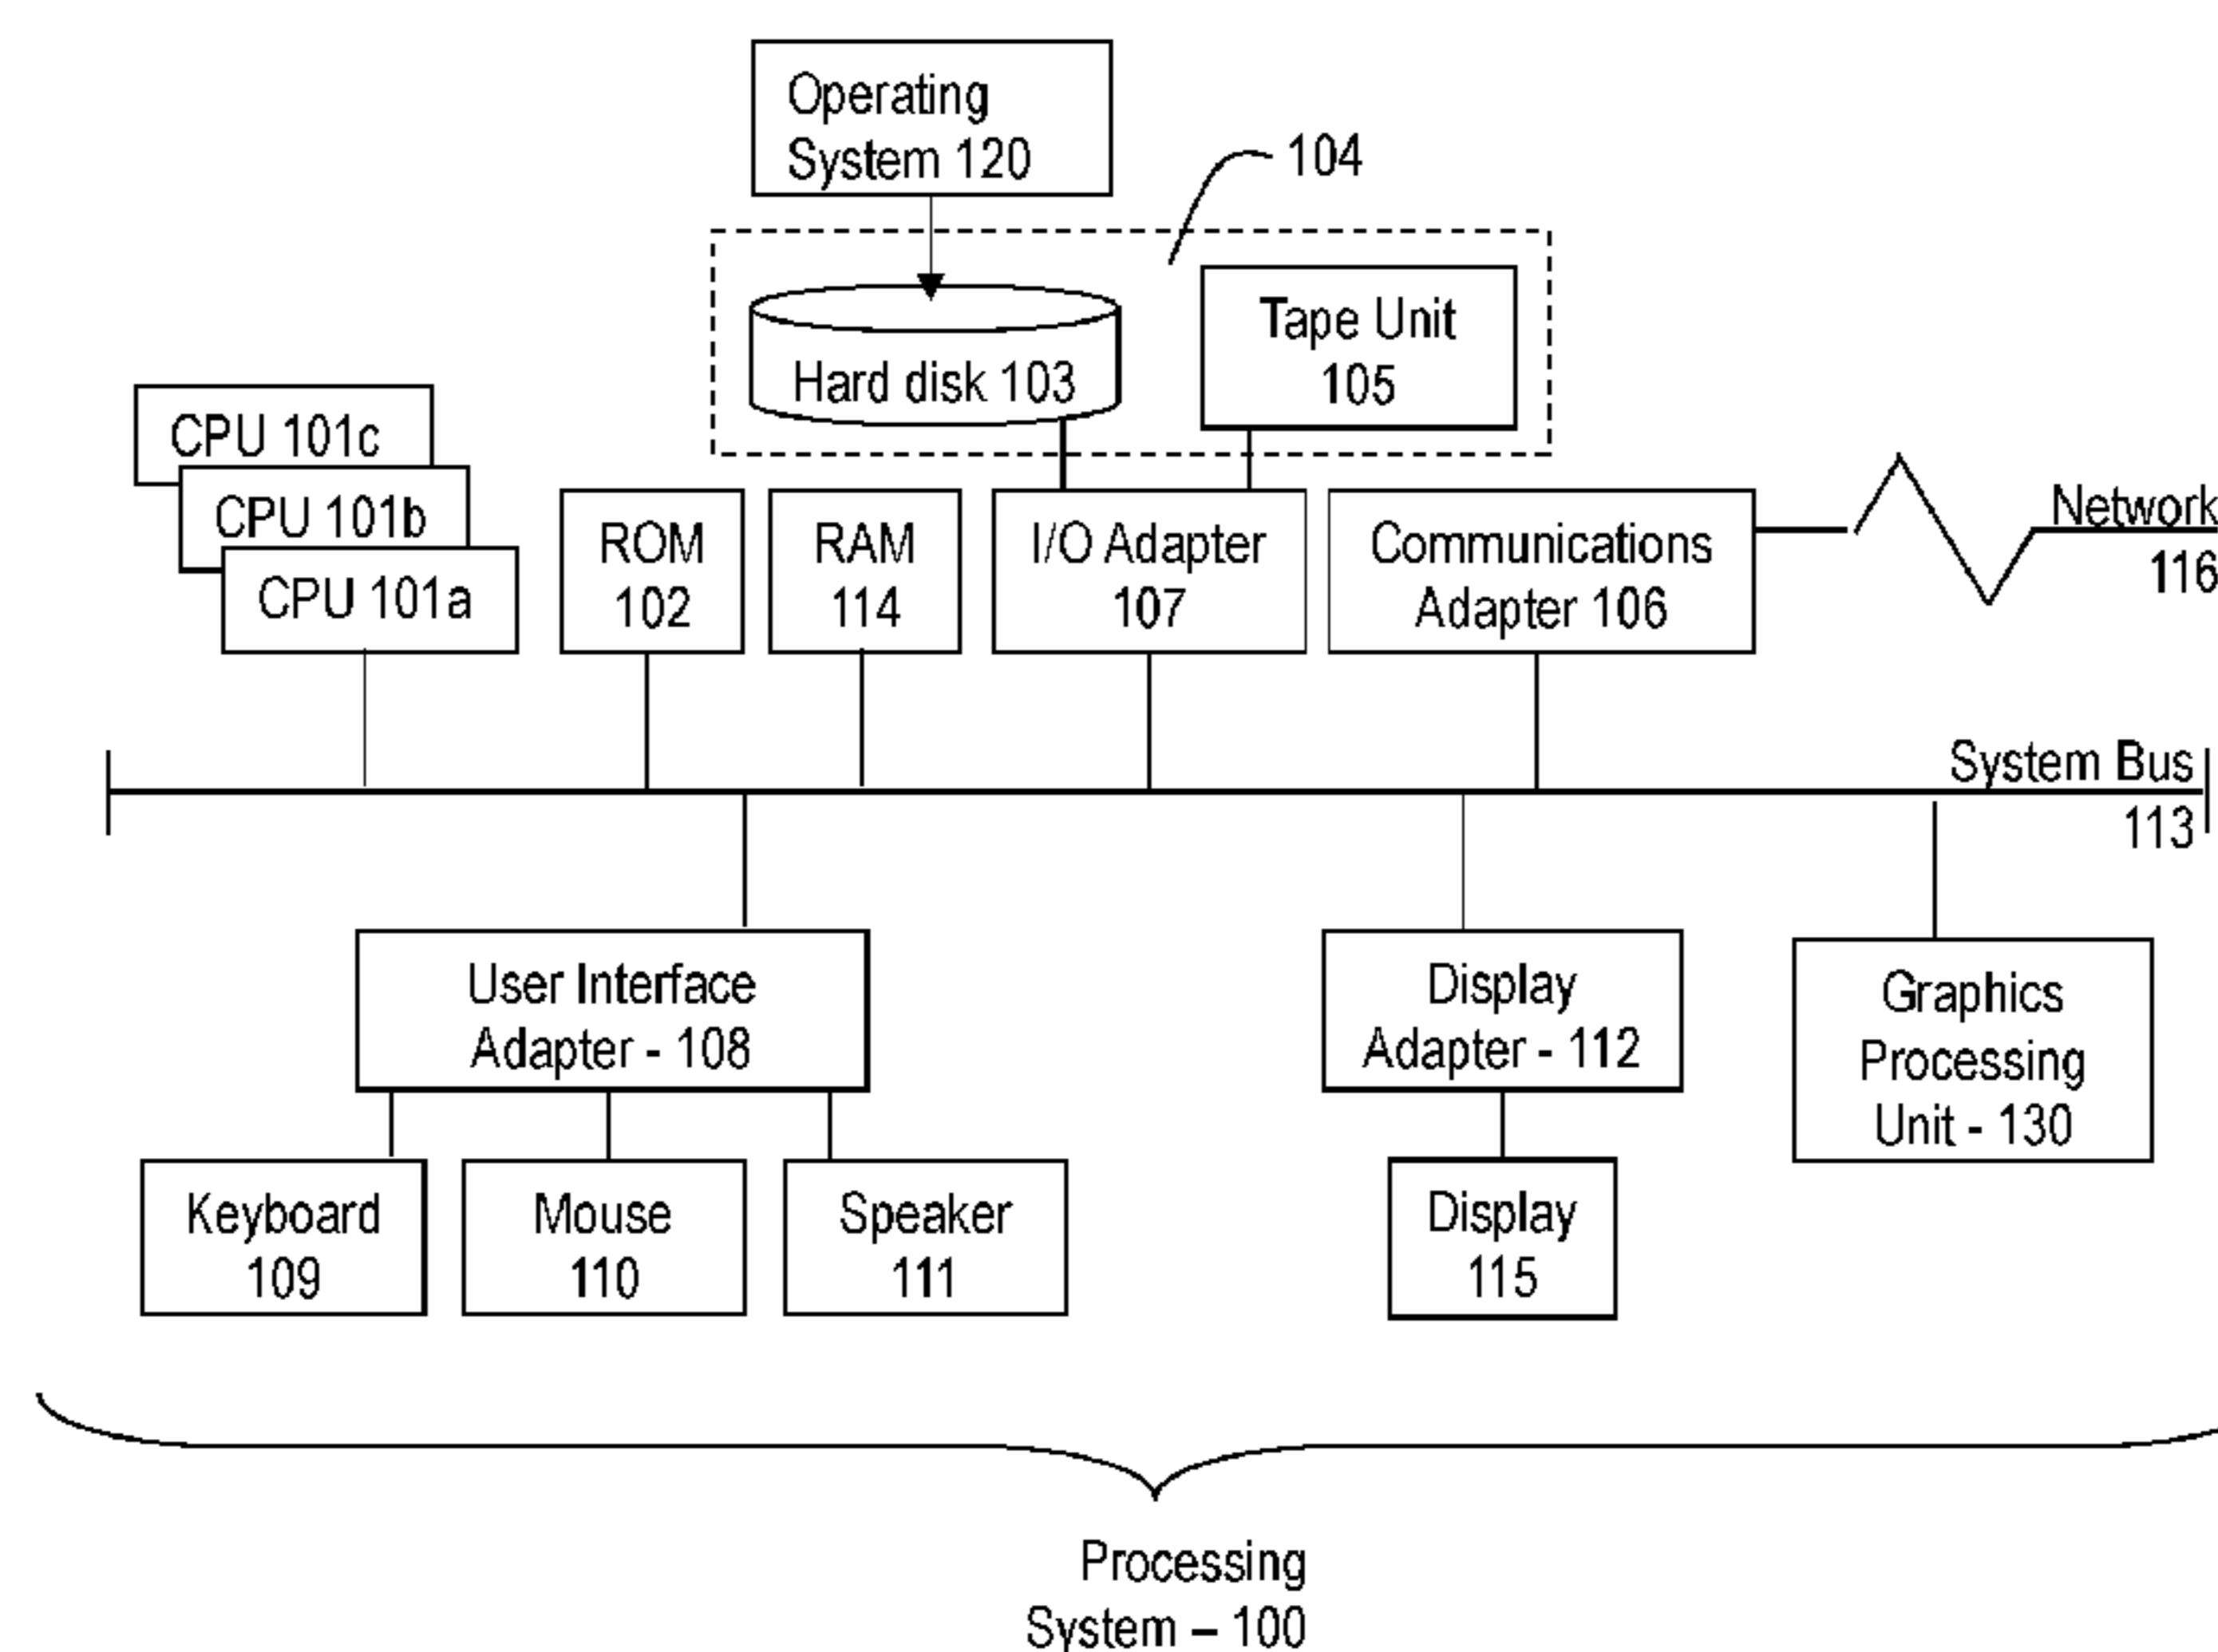 Operating
System 120
104
Hard disk 103
Tape Unit
105
CPU 101c
CPU 101b
CPU 101a
ROM
102
RAM
114
I/O Adapter
107
Communications
Adapter 106
Network
116
System Bus
113
User Interface
Adapter - 108
Display
Adapter - 112
Graphics
Processing
Unit - 130
Keyboard
109
Mouse
110
Speaker
111
Display
115
Processing
System – 100